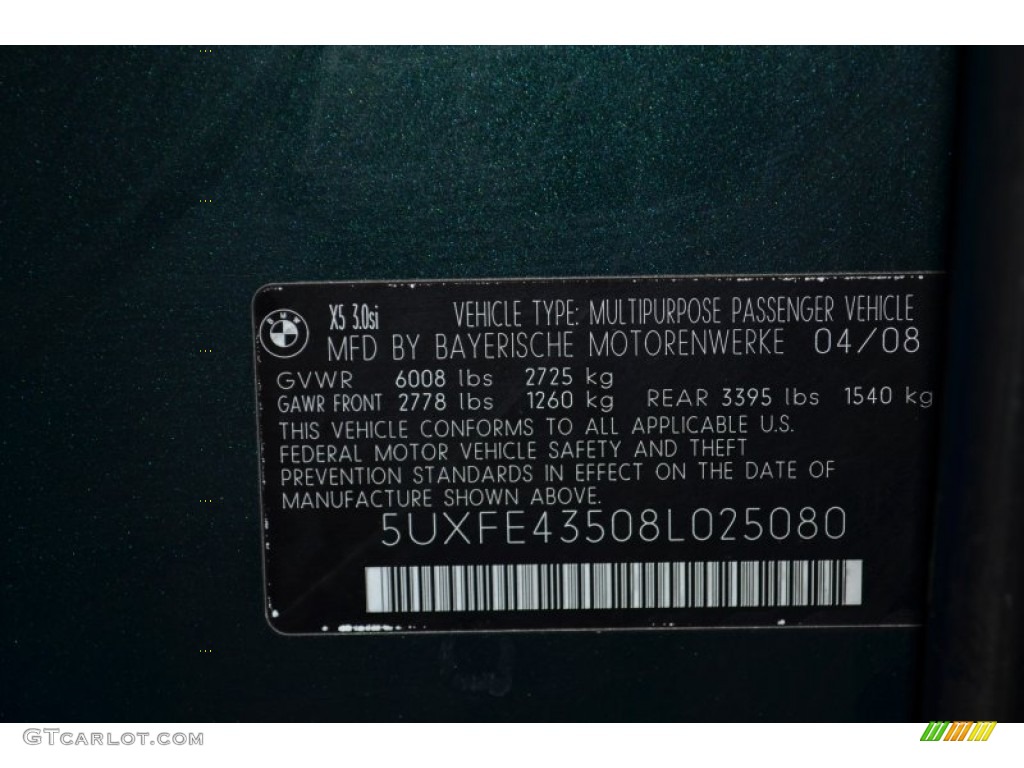 BMW
X5 3.0si VEHICLE TYPE: MULTIPURPOSE PASSENGER VEHICLE
MFD BY BAYERISCHE MOTORENWERKE 04/08
GVWR 6008 lbs 2725 kg
GAWR FRONT 2778 lbs 1260 kg REAR 3395 lbs 1540 kg
THIS VEHICLE CONFORMS TO ALL APPLICABLE U.S.
FEDERAL MOTOR VEHICLE SAFETY AND THEFT
PREVENTION STANDARDS IN EFFECT ON THE DATE OF
MANUFACTURE SHOWN ABOVE.
5UXFE43508L025080
GTCARLOT.COM